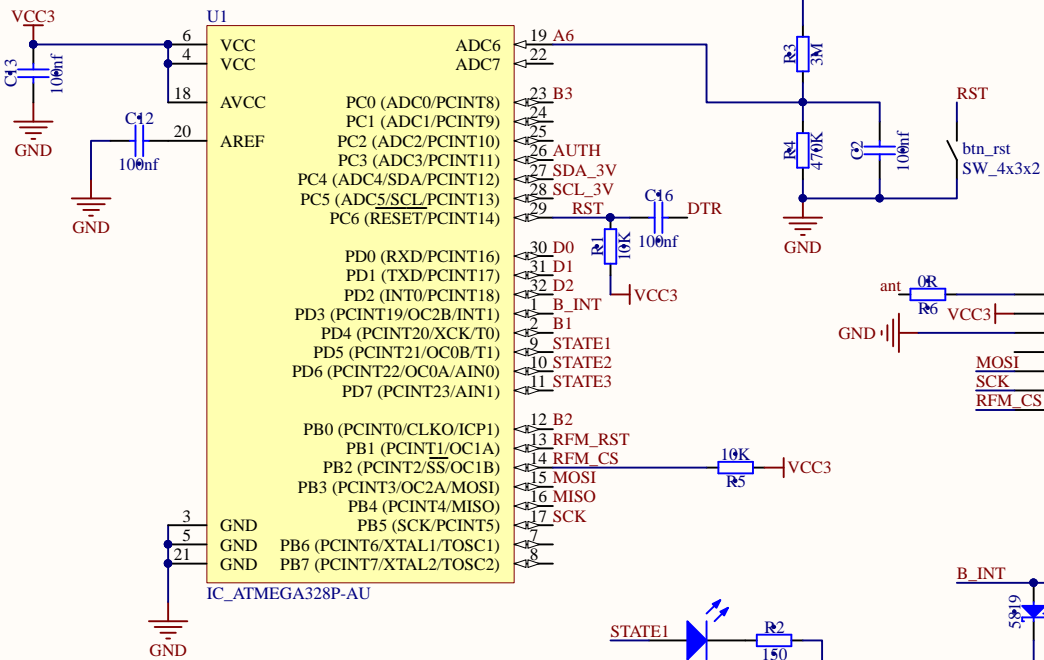 VCC3
C13
100nf
GND
C12
100nf
GND
U1
6 VCC
4 VCC
18 AVCC
20 AREF
3 GND
5 GND
21 GND
GND
ADC6 19 A6
ADC7 22
PC0 (ADC0/PCINT8) 23 B3
PC1 (ADC1/PCINT9) 24
PC2 (ADC2/PCINT10) 25
PC3 (ADC3/PCINT11) 26 AUTH
PC4 (ADC4/SDA/PCINT12) 27 SDA_3V
PC5 (ADC5/SCL/PCINT13) 28 SCL_3V
PC6 (RESET/PCINT14) 29 RST
PD0 (RXD/PCINT16) 30 D0
PD1 (TXD/PCINT17) 31 D1
PD2 (INT0/PCINT18) 32 D2
PD3 (PCINT19/OC2B/INT1) 1 B_INT
PD4 (PCINT20/XCK/T0) 2 B1
PD5 (PCINT21/OC0B/T1) 9 STATE1
PD6 (PCINT22/OC0A/AIN0) 10 STATE2
PD7 (PCINT23/AIN1) 11 STATE3
PB0 (PCINT0/CLKO/ICP1) 12 B2
PB1 (PCINT1/OC1A) 13 RFM_RST
PB2 (PCINT2/SS/OC1B) 14 RFM_CS
PB3 (PCINT3/OC2A/MOSI) 15 MOSI
PB4 (PCINT4/MISO) 16 MISO
PB5 (SCK/PCINT5) 17 SCK
PB6 (PCINT6/XTAL1/TOSC1) 7
PB7 (PCINT7/XTAL2/TOSC2) 8
IC_ATMEGA328P-AU
C16
100nf
DTR
R1
10K
VCC3
10K
R5
VCC3
R3
3M
R4
470K
C2
100nf
GND
RST
btn_rst
SW_4x3x2
ant
0R
R6
VCC3
GND
MOSI
SCK
RFM_CS
B_INT
5819
STATE1
R2
150